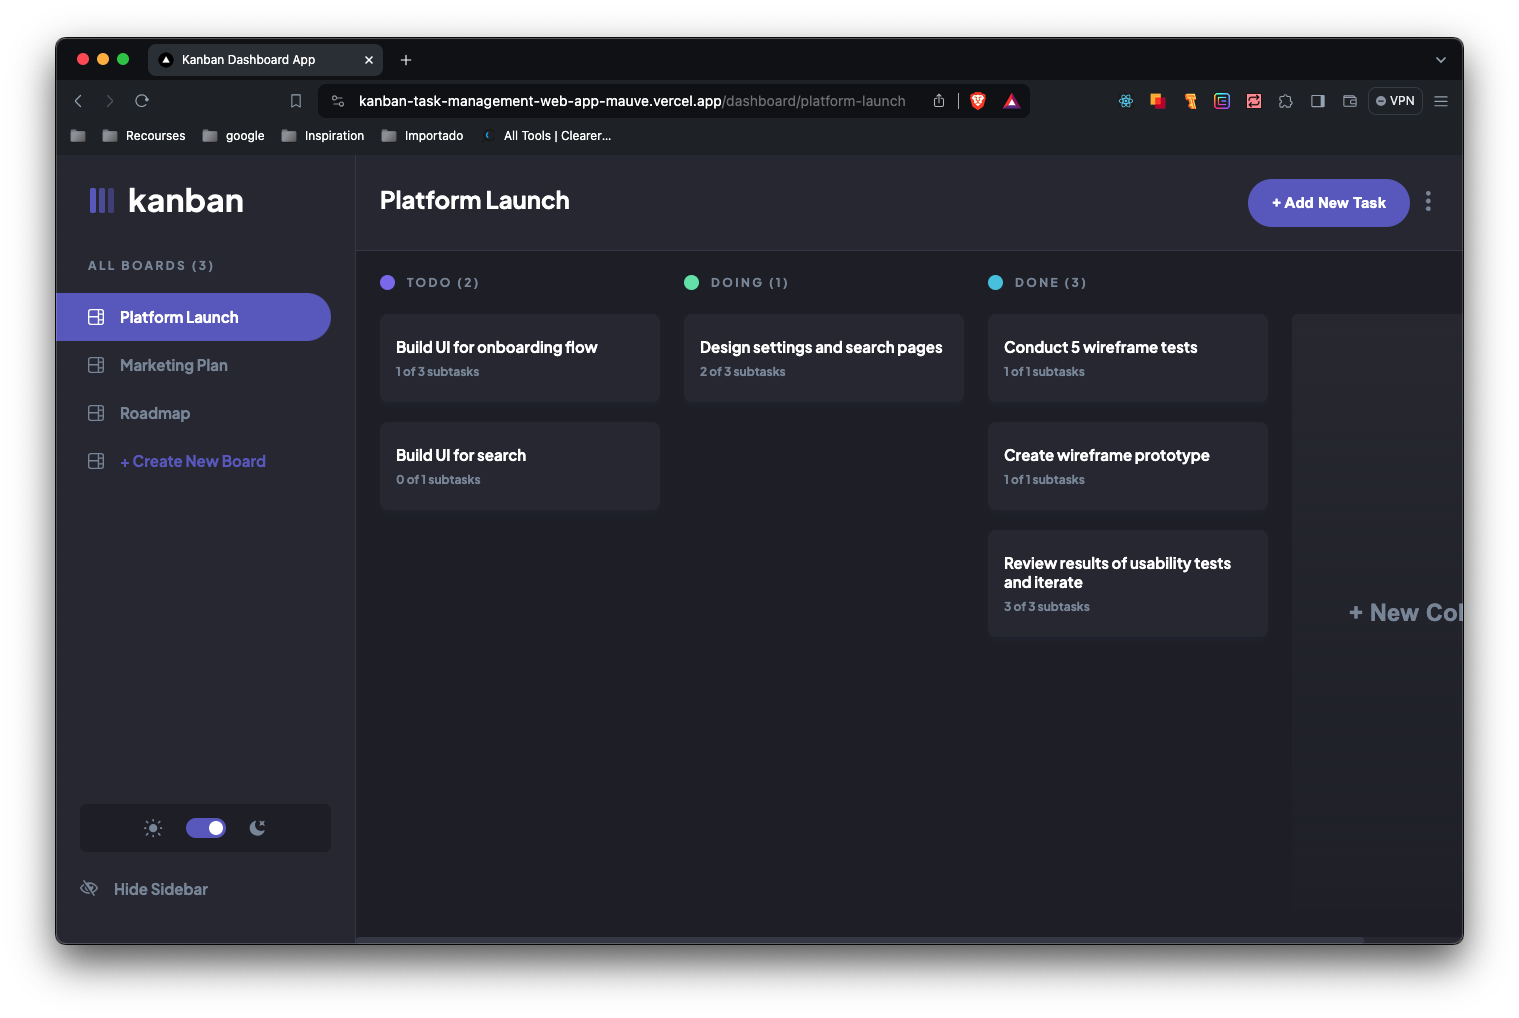 Kanban Dashboard App
kanban-task-management-web-app-mauve.vercel.app/dashboard/platform-launch
VPN
Recourses
google
Inspiration
Importado
All Tools | Clearer...
kanban
Platform Launch
+ Add New Task
ALL BOARDS (3)
Platform Launch
Marketing Plan
Roadmap
+ Create New Board
TODO (2)
Build UI for onboarding flow
1 of 3 subtasks
Build UI for search
0 of 1 subtasks
DOING (1)
Design settings and search pages
2 of 3 subtasks
DONE (3)
Conduct 5 wireframe tests
1 of 1 subtasks
Create wireframe prototype
1 of 1 subtasks
Review results of usability tests
and iterate
3 of 3 subtasks
+ New Col
Hide Sidebar